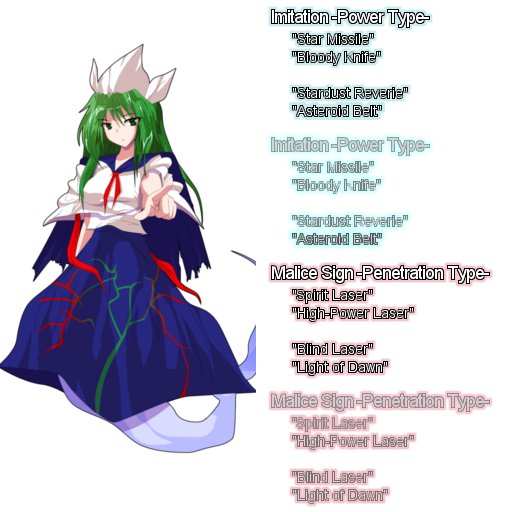 Imitation -Power Type-
"Star Missile"
"Bloody Knife"
"Stardust Reverie"
"Asteroid Belt"
Imitation -Power Type-
"Star Missile"
"Bloody Knife"
"Stardust Reverie"
"Asteroid Belt"
Malice Sign -Penetration Type-
"Spirit Laser"
"High-Power Laser"
"Blind Laser"
"Light of Dawn"
Malice Sign -Penetration Type-
"Spirit Laser"
"High-Power Laser"
"Blind Laser"
"Light of Dawn"